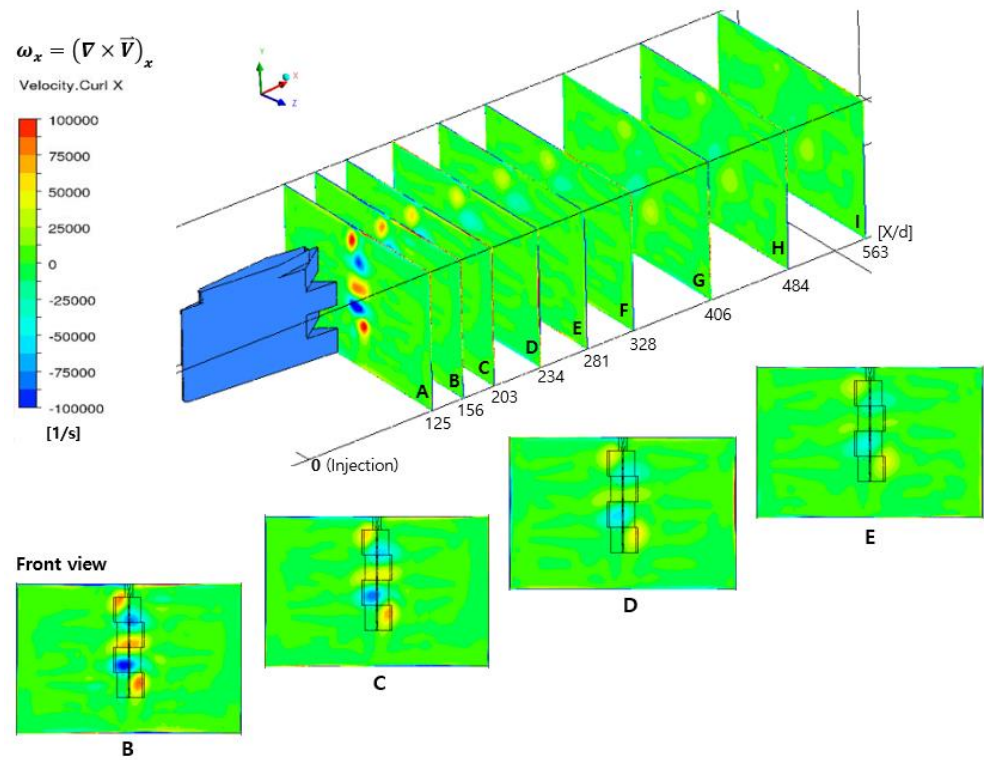 ωₓ = (∇ × V⃗)ₓ
Velocity.Curl X
100000
75000
50000
25000
0
-25000
-50000
-75000
-100000
[1/s]
Y
X
Z
A
B
C
D
E
F
G
H
I
125
156
203
234
281
328
406
484
563
[X/d]
0 (Injection)
Front view
B
C
D
E